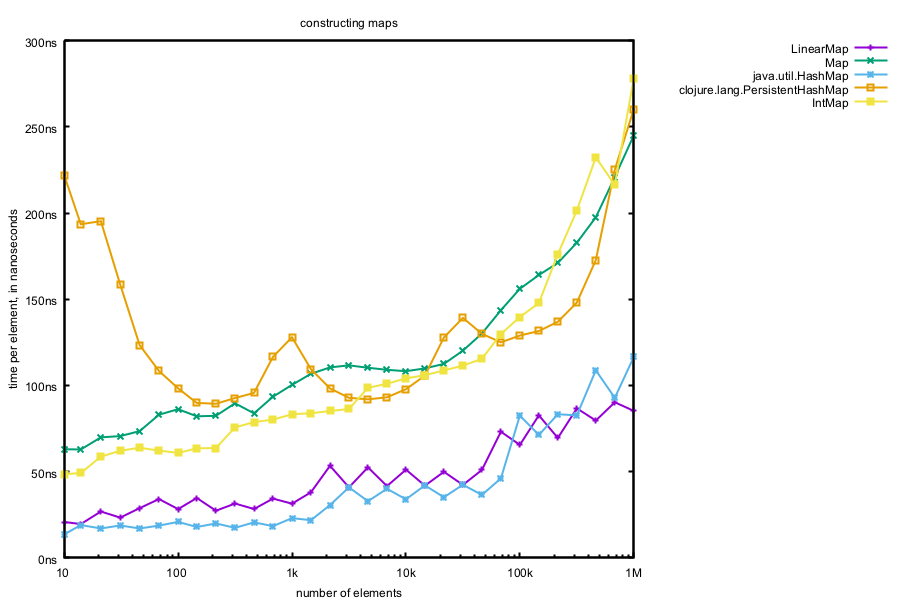 constructing maps
300ns
250ns
200ns
150ns
100ns
50ns
0ns
10
100
1k
10k
100k
1M
number of elements
time per element, in nanoseconds
LinearMap
Map
java.util.HashMap
clojure.lang.PersistentHashMap
IntMap